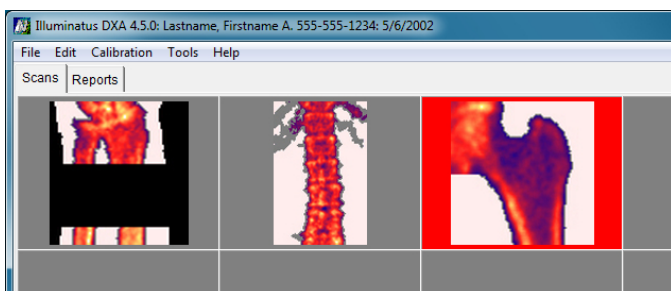 Illuminatus DXA 4.5.0: Lastname, Firstname A. 555-555-1234: 5/6/2002
File Edit Calibration Tools Help
Scans Reports